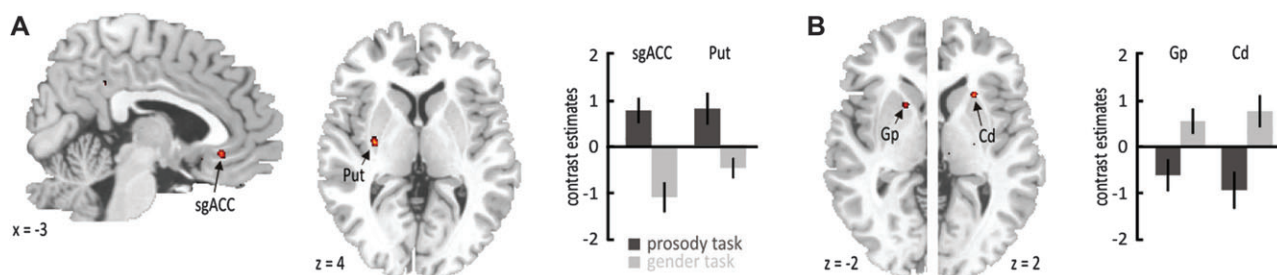 A
sgACC
x = -3
Put
z = 4
sgACC Put
2
1
0
-1
-2
contrast estimates
prosody task
gender task
B
Gp
Cd
z = -2
z = 2
Gp Cd
2
1
0
-1
-2
contrast estimates